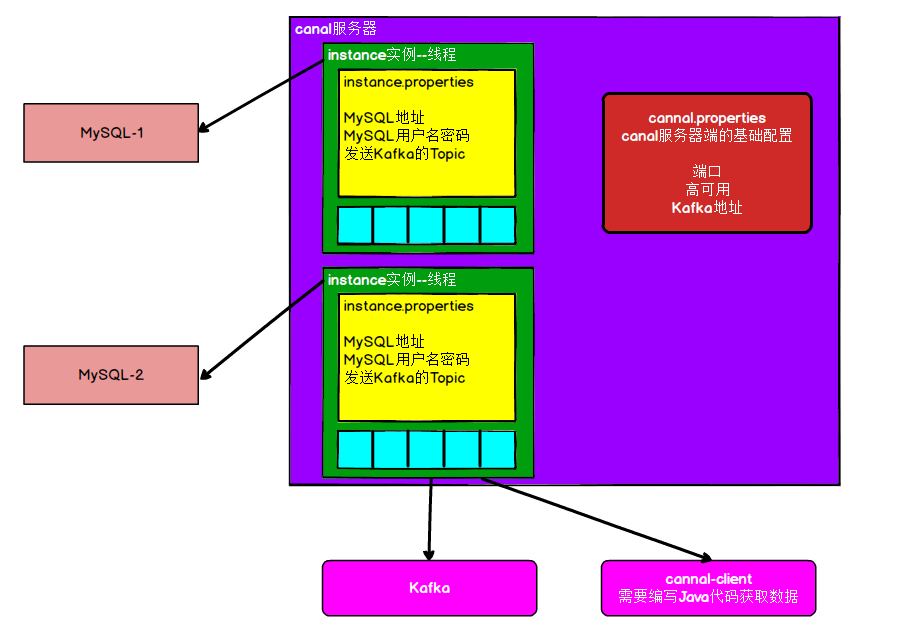 canal服务器
instance实例--线程
instance.properties
MySQL地址
MySQL用户名密码
发送Kafka的Topic
MySQL-1
cannal.properties
canal服务器端的基础配置
端口
高可用
Kafka地址
instance实例--线程
instance.properties
MySQL地址
MySQL用户名密码
发送Kafka的Topic
MySQL-2
Kafka
cannal-client
需要编写Java代码获取数据